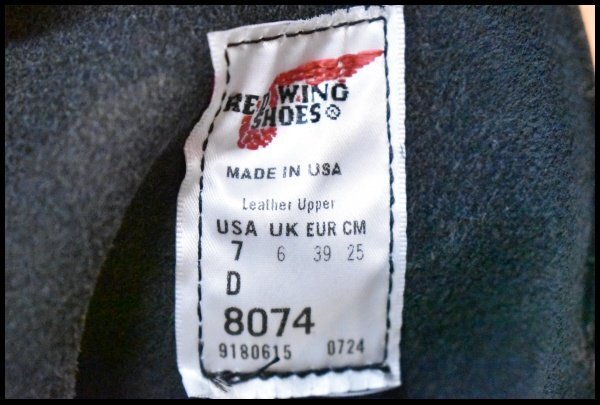 RED WING
SHOES®
MADE IN USA
Leather Upper
USA UK EUR CM
7 6 39 25
D
8074
9180615 0724